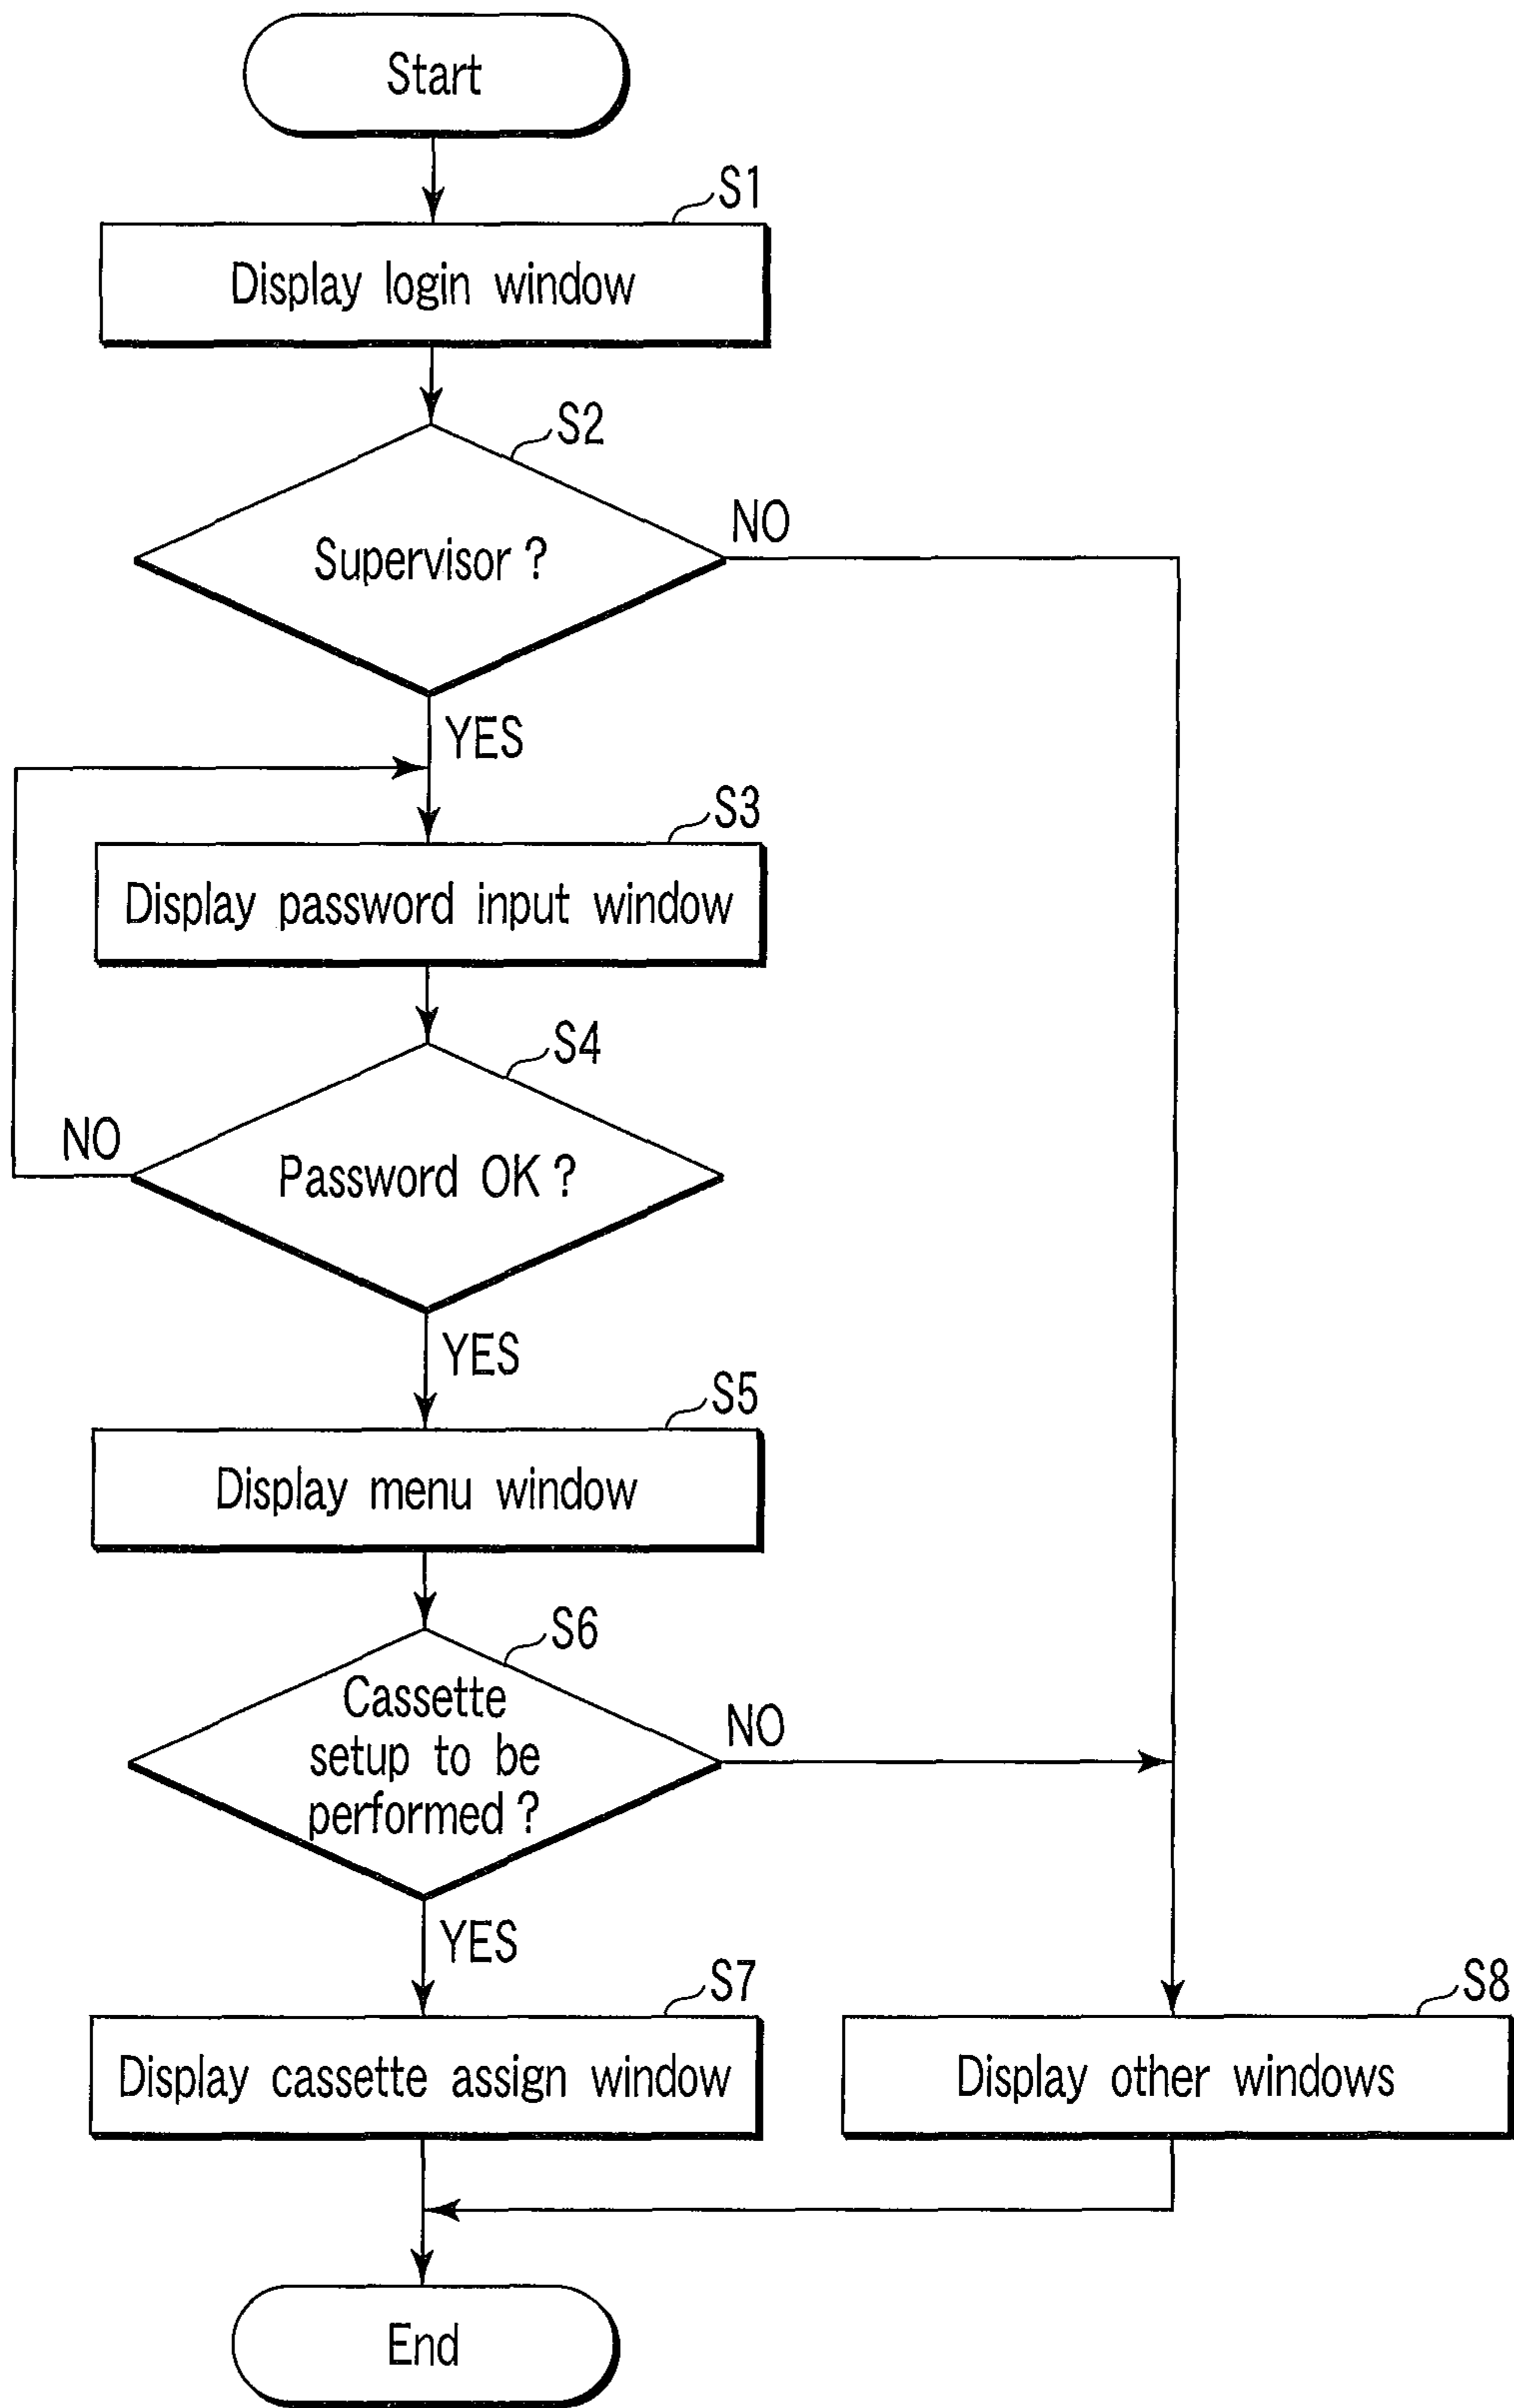 Start
S1
Display login window
S2
Supervisor ?
NO
YES
S3
Display password input window
S4
NO
Password OK ?
YES
S5
Display menu window
S6
Cassette
setup to be
performed ?
NO
YES
S7
Display cassette assign window
S8
Display other windows
End